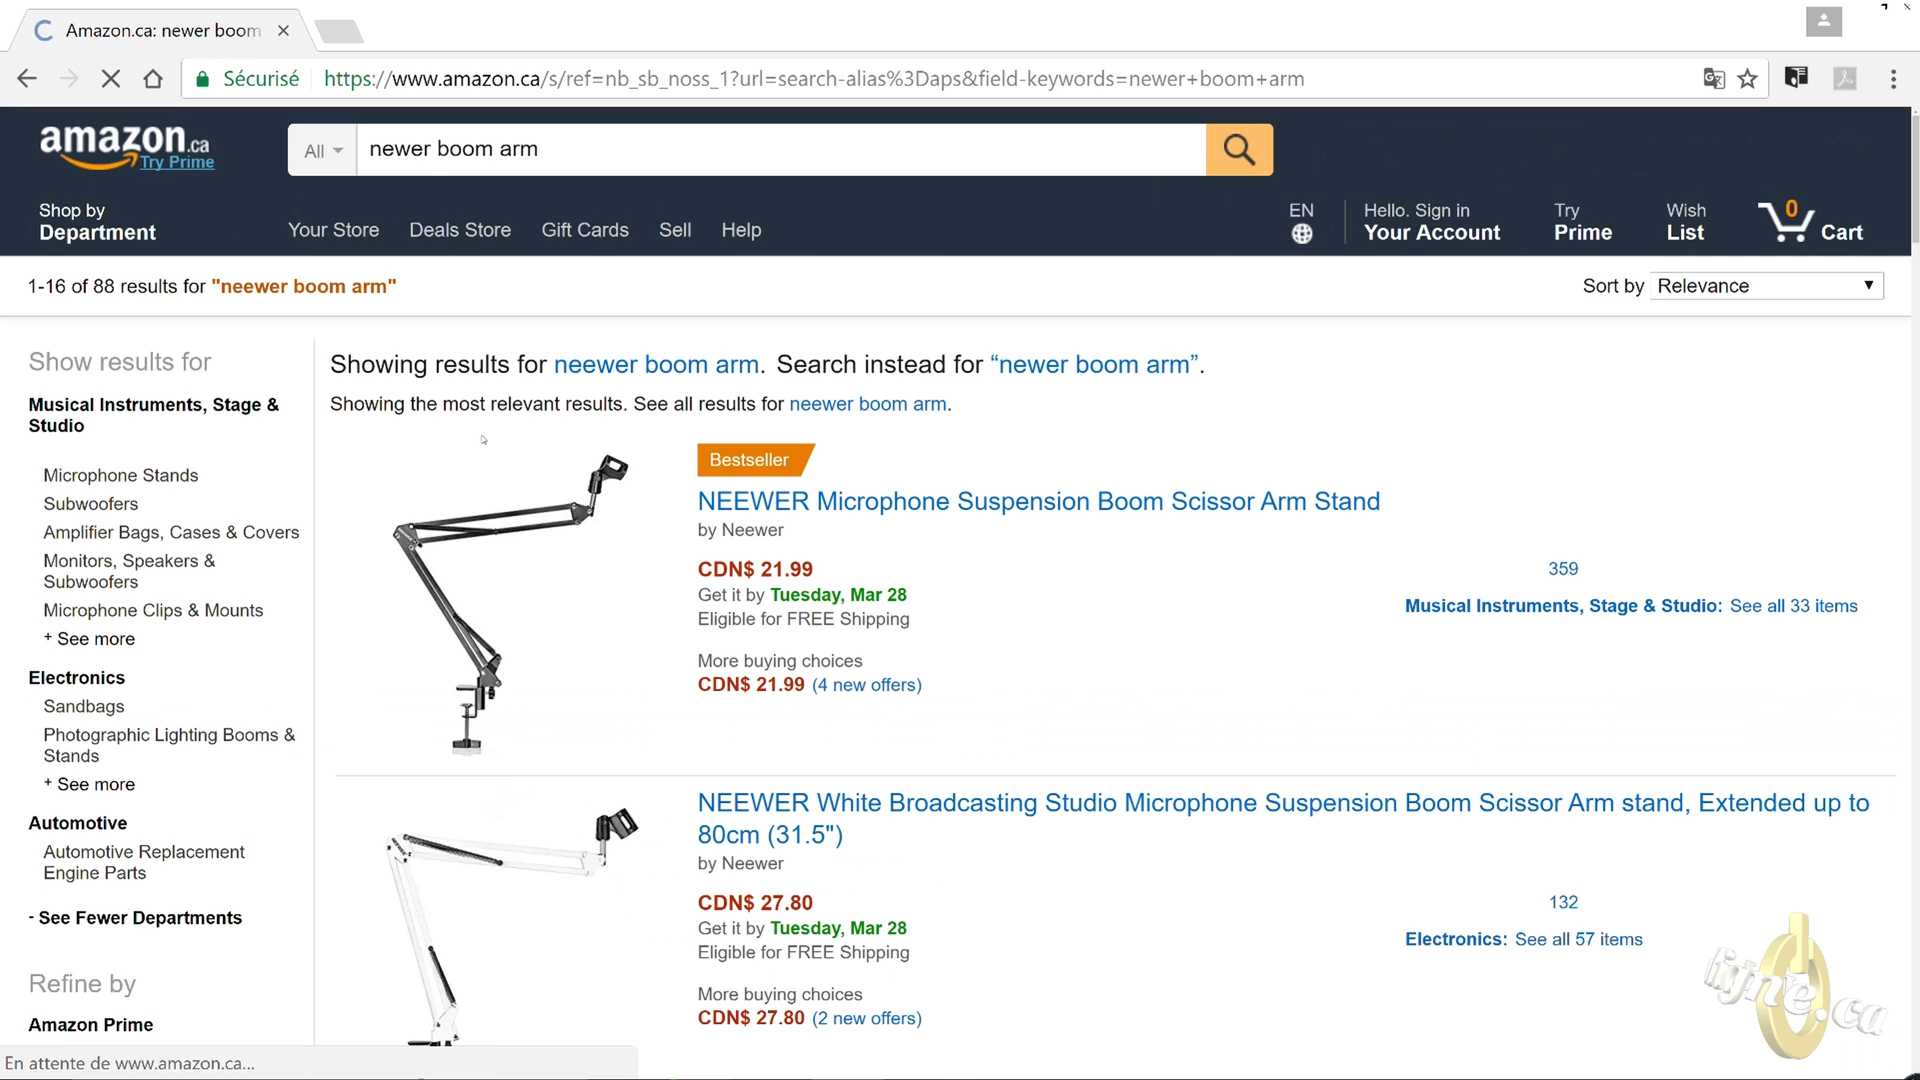 Amazon.ca: newer boom
Sécurisé
https://www.amazon.ca/s/ref=nb_sb_noss_1?url=search-alias%3Daps&field-keywords=newer+boom+arm
amazon.ca
Try Prime
All
newer boom arm
Shop by
Department
Your Store
Deals Store
Gift Cards
Sell
Help
EN
Hello. Sign in
Your Account
Try
Prime
Wish
List
0
Cart
1-16 of 88 results for "neewer boom arm"
Sort by Relevance
Show results for
Musical Instruments, Stage &
Studio
Microphone Stands
Subwoofers
Amplifier Bags, Cases & Covers
Monitors, Speakers &
Subwoofers
Microphone Clips & Mounts
+ See more
Electronics
Sandbags
Photographic Lighting Booms &
Stands
+ See more
Automotive
Automotive Replacement
Engine Parts
- See Fewer Departments
Refine by
Amazon Prime
Showing results for neewer boom arm. Search instead for “newer boom arm”.
Showing the most relevant results. See all results for neewer boom arm.
Bestseller
NEEWER Microphone Suspension Boom Scissor Arm Stand
by Neewer
CDN$ 21.99
Get it by Tuesday, Mar 28
Eligible for FREE Shipping
More buying choices
CDN$ 21.99 (4 new offers)
359
Musical Instruments, Stage & Studio: See all 33 items
NEEWER White Broadcasting Studio Microphone Suspension Boom Scissor Arm stand, Extended up to
80cm (31.5")
by Neewer
CDN$ 27.80
Get it by Tuesday, Mar 28
Eligible for FREE Shipping
More buying choices
CDN$ 27.80 (2 new offers)
132
Electronics: See all 57 items
En attente de www.amazon.ca...